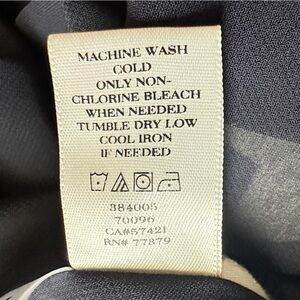 MACHINE WASH
COLD
ONLY NON-
CHLORINE BLEACH
WHEN NEEDED
TUMBLE DRY LOW
COOL IRON
IF NEEDED
384005
70096
CA#57421
RN# 77379